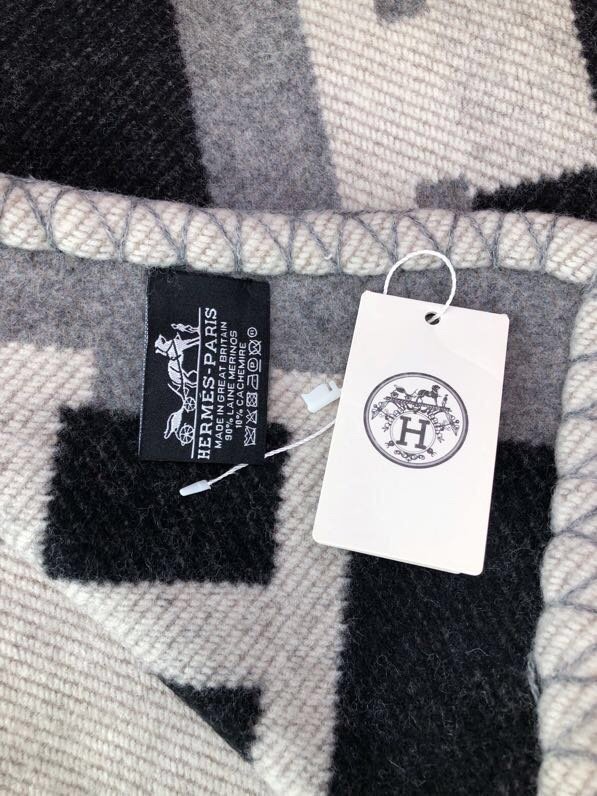 HERMÈS-PARIS
MADE IN GREAT BRITAIN
90% LAINE MERINOS
10% CACHEMIRE
H